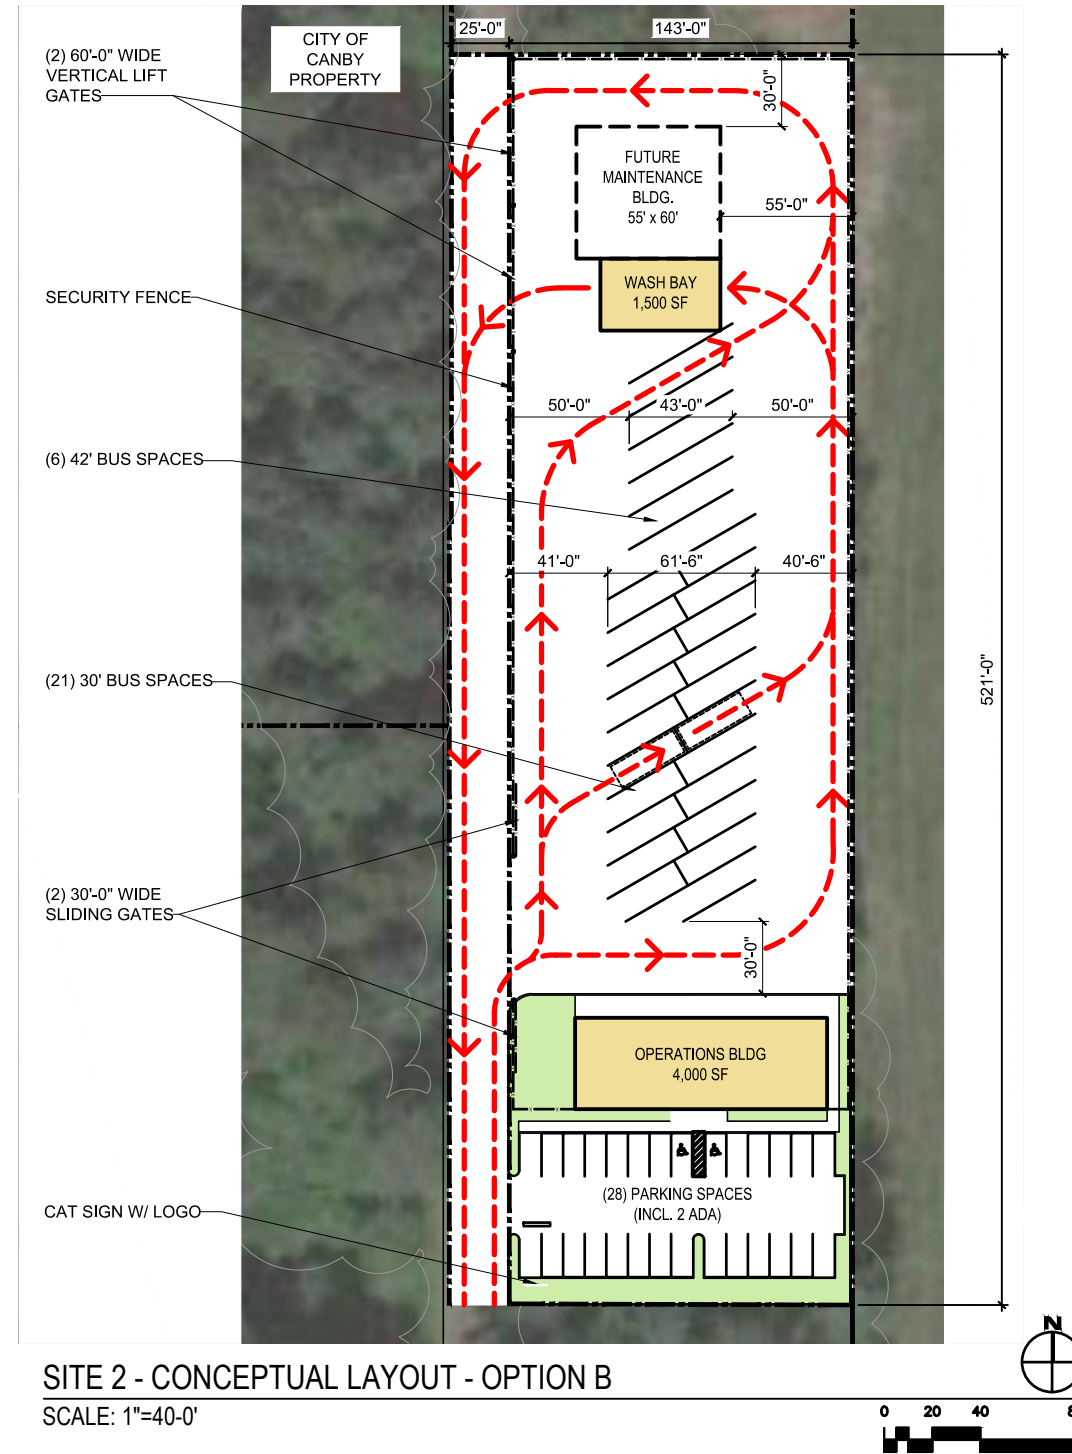 25'-0"
143'-0"
(2) 60'-0" WIDE
VERTICAL LIFT
GATES
CITY OF
CANBY
PROPERTY
30'-0"
FUTURE
MAINTENANCE
BLDG.
55' x 60'
55'-0"
SECURITY FENCE
WASH BAY
1,500 SF
50'-0"
43'-0"
50'-0"
(6) 42' BUS SPACES
41'-0"
61'-6"
40'-6"
521'-0"
(21) 30' BUS SPACES
(2) 30'-0" WIDE
SLIDING GATES
30'-0"
OPERATIONS BLDG
4,000 SF
(28) PARKING SPACES
(INCL. 2 ADA)
CAT SIGN W/ LOGO
N
SITE 2 - CONCEPTUAL LAYOUT - OPTION B
SCALE: 1"=40-0'
0 20 40